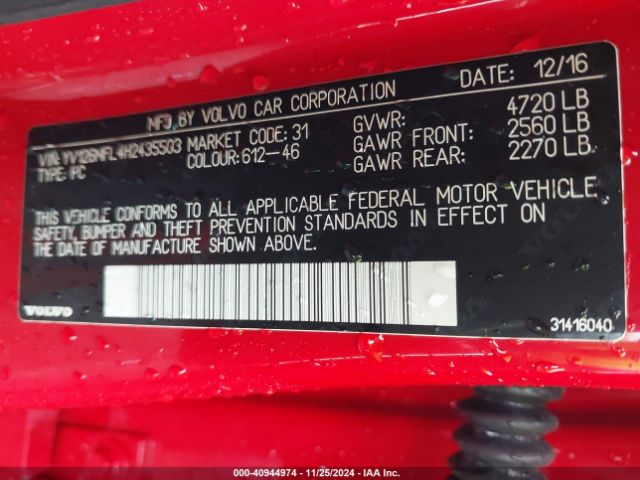 MFD BY VOLVO CAR CORPORATION DATE: 12/16
VIN: YV126NFL4H2435503 MARKET CODE: 31 GVWR: 4720 LB
TYPE: PC COLOUR: 612-46 GAWR FRONT: 2560 LB
GAWR REAR: 2270 LB
THIS VEHICLE CONFORMS TO ALL APPLICABLE FEDERAL MOTOR VEHICLE
SAFETY, BUMPER AND THEFT PREVENTION STANDARDS IN EFFECT ON
THE DATE OF MANUFACTURE SHOWN ABOVE.
VOLVO 31416040
000-40944974 | 11/25/2024 | IAA Inc.